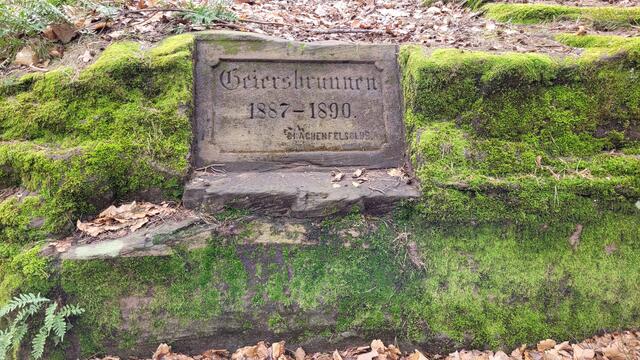 Geiersbrunnen
1887-1890.
DRACHENFELSCLUB.